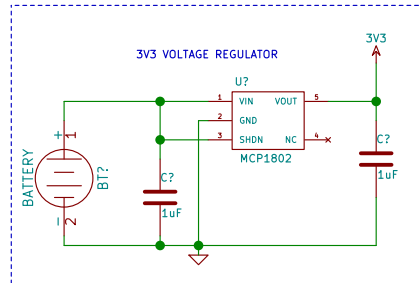 3V3
3V3 VOLTAGE REGULATOR
U?
1 VIN VOUT 5
2 GND
3 SHDN NC 4
MCP1802
+ 1
BATTERY
BT?
- 2
C?
1uF
C?
1uF